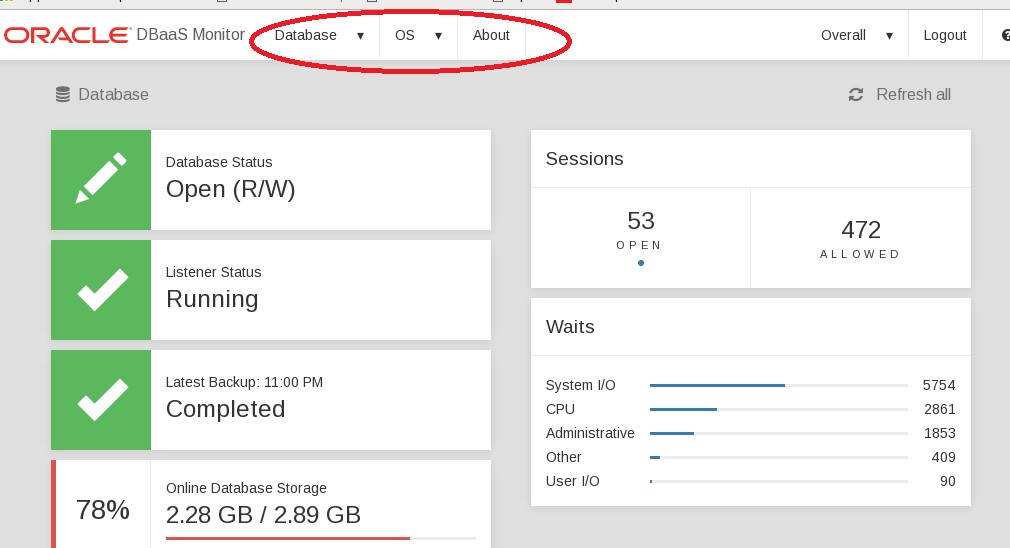 ORACLE DBaaS Monitor Database ▼ OS ▼ About Overall ▼ Logout
Database
Refresh all
Database Status
Open (R/W)
Listener Status
Running
Latest Backup: 11:00 PM
Completed
78%
Online Database Storage
2.28 GB / 2.89 GB
Sessions
53
OPEN
472
ALLOWED
Waits
System I/O 5754
CPU 2861
Administrative 1853
Other 409
User I/O 90